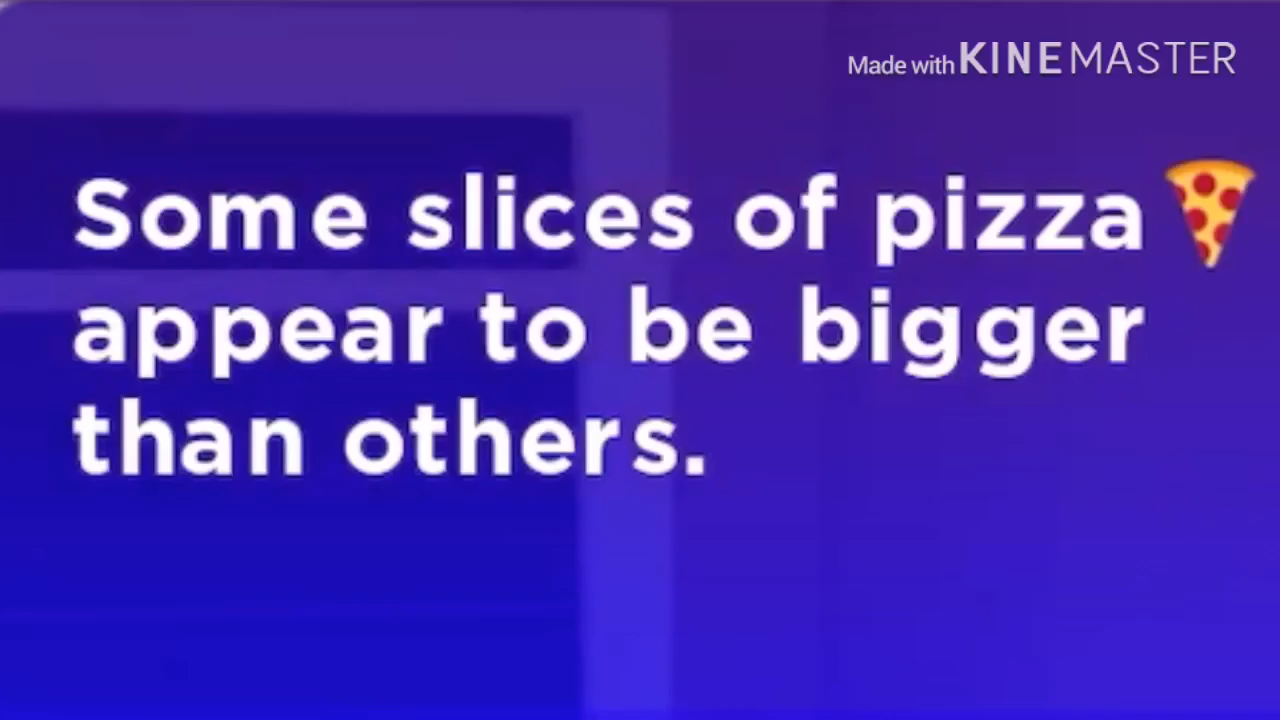 Made with KINEMASTER
Some slices of pizza🍕
appear to be bigger
than others.